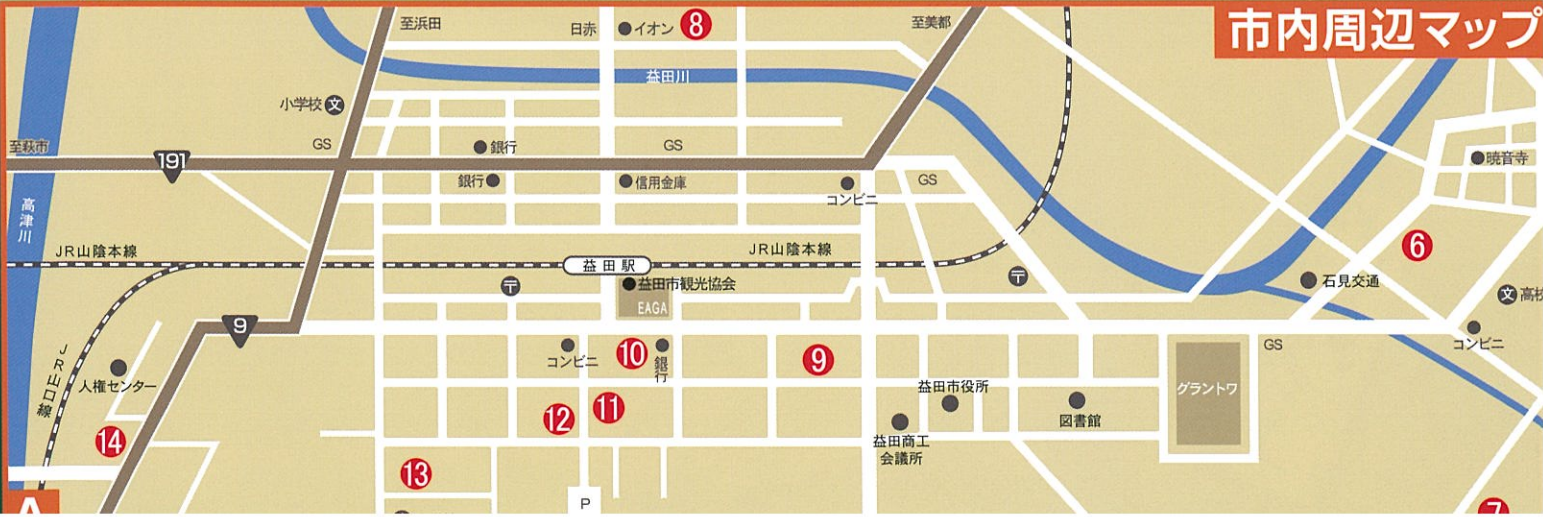 市内周辺マップ
至浜田
日赤
イオン
8
至美都
益田川
小学校
文
至萩市
191
GS
銀行
GS
銀行
信用金庫
コンビニ
GS
暁音寺
高津川
JR山陰本線
益田駅
JR山陰本線
6
〒
益田市観光協会
EAGA
〒
石見交通
文
高校
9
コンビニ
10
銀行
9
GS
コンビニ
JR山口線
人権センター
益田市役所
グラントワ
12
11
図書館
14
益田商工
会議所
13
P
7
A